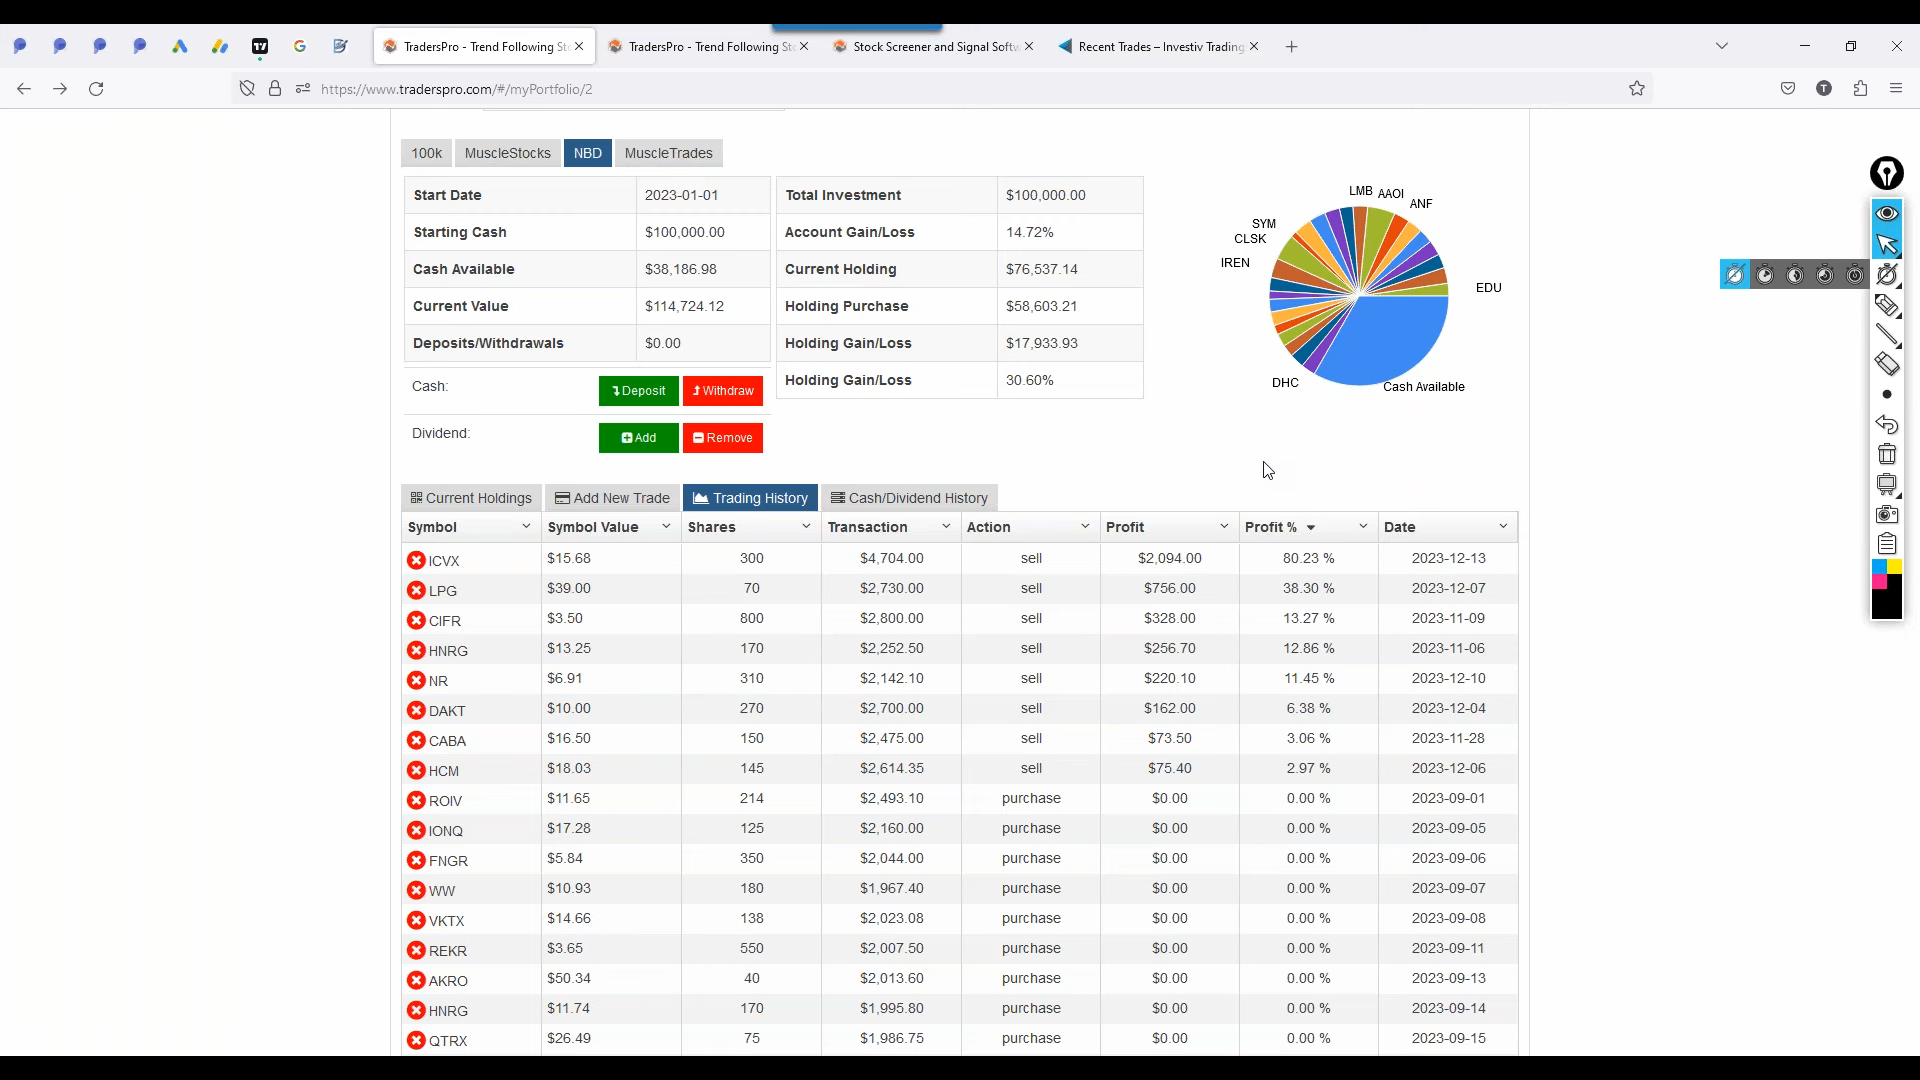 TradersPro - Trend Following St
TradersPro - Trend Following St
Stock Screener and Signal Softw
Recent Trades – Investiv Trading
https://www.traderspro.com/#/myPortfolio/2
100k MuscleStocks NBD MuscleTrades
Start Date 2023-01-01 Total Investment $100,000.00
Starting Cash $100,000.00 Account Gain/Loss 14.72%
Cash Available $38,186.98 Current Holding $76,537.14
Current Value $114,724.12 Holding Purchase $58,603.21
Deposits/Withdrawals $0.00 Holding Gain/Loss $17,933.93
Cash: Deposit Withdraw Holding Gain/Loss 30.60%
Dividend: Add Remove
LMB AAOI
ANF
SYM
CLSK
IREN
EDU
DHC
Cash Available
Current Holdings Add New Trade Trading History Cash/Dividend History
Symbol Symbol Value Shares Transaction Action Profit Profit % Date
ICVX $15.68 300 $4,704.00 sell $2,094.00 80.23 % 2023-12-13
LPG $39.00 70 $2,730.00 sell $756.00 38.30 % 2023-12-07
CIFR $3.50 800 $2,800.00 sell $328.00 13.27 % 2023-11-09
HNRG $13.25 170 $2,252.50 sell $256.70 12.86 % 2023-11-06
NR $6.91 310 $2,142.10 sell $220.10 11.45 % 2023-12-10
DAKT $10.00 270 $2,700.00 sell $162.00 6.38 % 2023-12-04
CABA $16.50 150 $2,475.00 sell $73.50 3.06 % 2023-11-28
HCM $18.03 145 $2,614.35 sell $75.40 2.97 % 2023-12-06
ROIV $11.65 214 $2,493.10 purchase $0.00 0.00 % 2023-09-01
IONQ $17.28 125 $2,160.00 purchase $0.00 0.00 % 2023-09-05
FNGR $5.84 350 $2,044.00 purchase $0.00 0.00 % 2023-09-06
WW $10.93 180 $1,967.40 purchase $0.00 0.00 % 2023-09-07
VKTX $14.66 138 $2,023.08 purchase $0.00 0.00 % 2023-09-08
REKR $3.65 550 $2,007.50 purchase $0.00 0.00 % 2023-09-11
AKRO $50.34 40 $2,013.60 purchase $0.00 0.00 % 2023-09-13
HNRG $11.74 170 $1,995.80 purchase $0.00 0.00 % 2023-09-14
QTRX $26.49 75 $1,986.75 purchase $0.00 0.00 % 2023-09-15